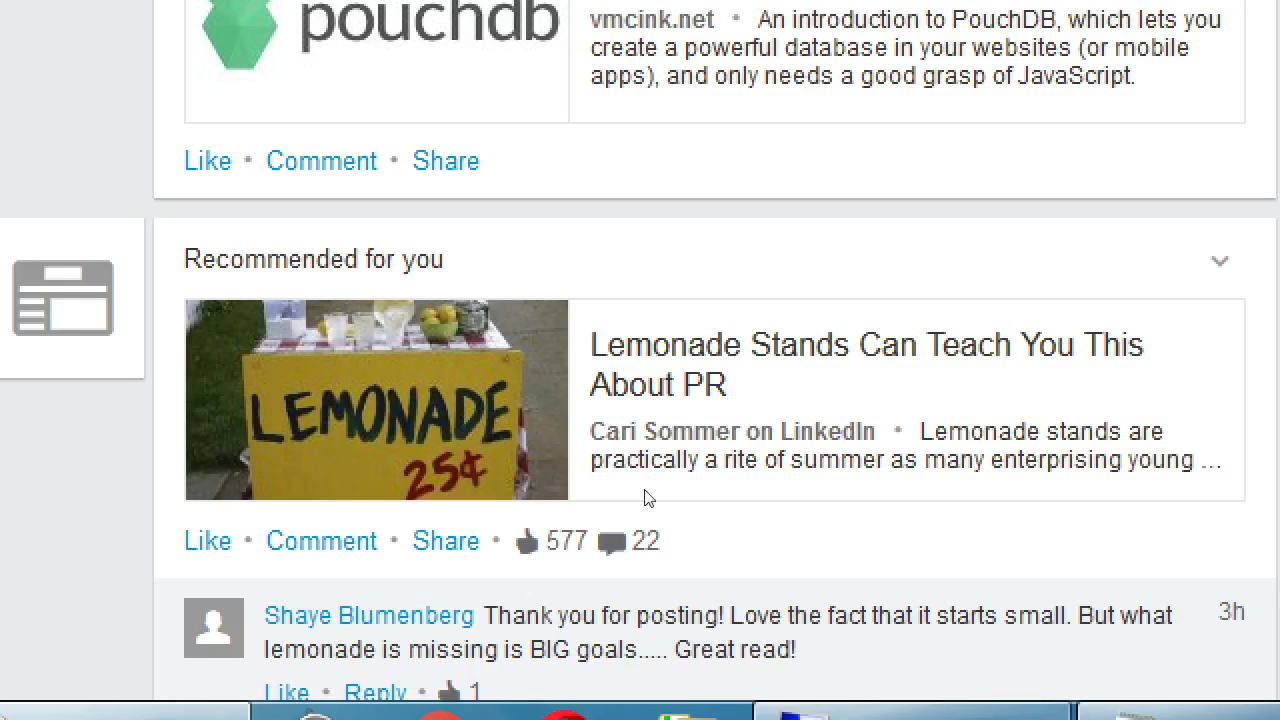 pouchdb
vmcink.net • An introduction to PouchDB, which lets you
create a powerful database in your websites (or mobile
apps), and only needs a good grasp of JavaScript.
Like • Comment • Share
Recommended for you
LEMONADE
25¢
Lemonade Stands Can Teach You This
About PR
Cari Sommer on LinkedIn • Lemonade stands are
practically a rite of summer as many enterprising young ...
Like • Comment • Share • 577 22
Shaye Blumenberg Thank you for posting! Love the fact that it starts small. But what 3h
lemonade is missing is BIG goals..... Great read!
Like • Reply • 1